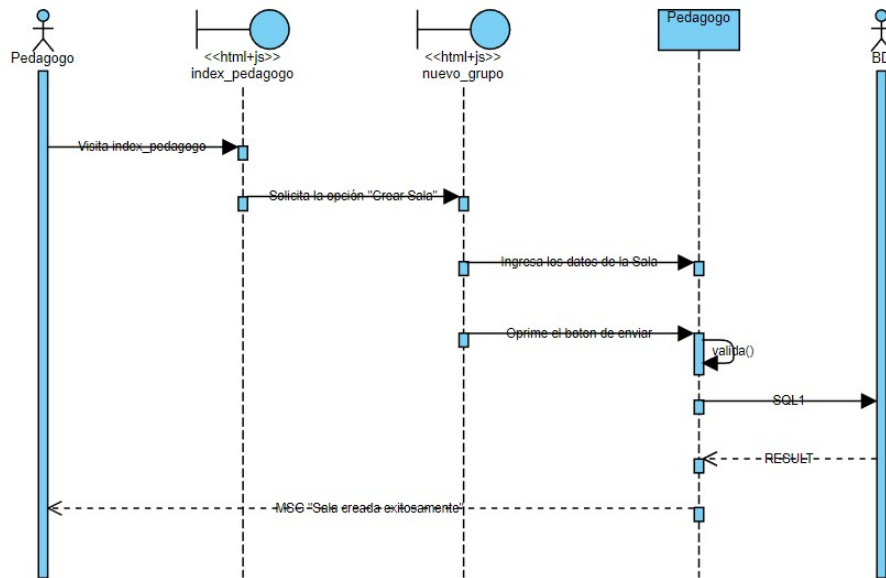 Pedagogo
<<html+js>>
index_pedagogo
<<html+js>>
nuevo_grupo
Pedagogo
BD
Visita index_pedagogo
Solicita la opción "Crear Sala"
Ingresa los datos de la Sala
Oprime el boton de enviar
valida()
SQL1
RESULT
MSG "Sala creada exitosamente"